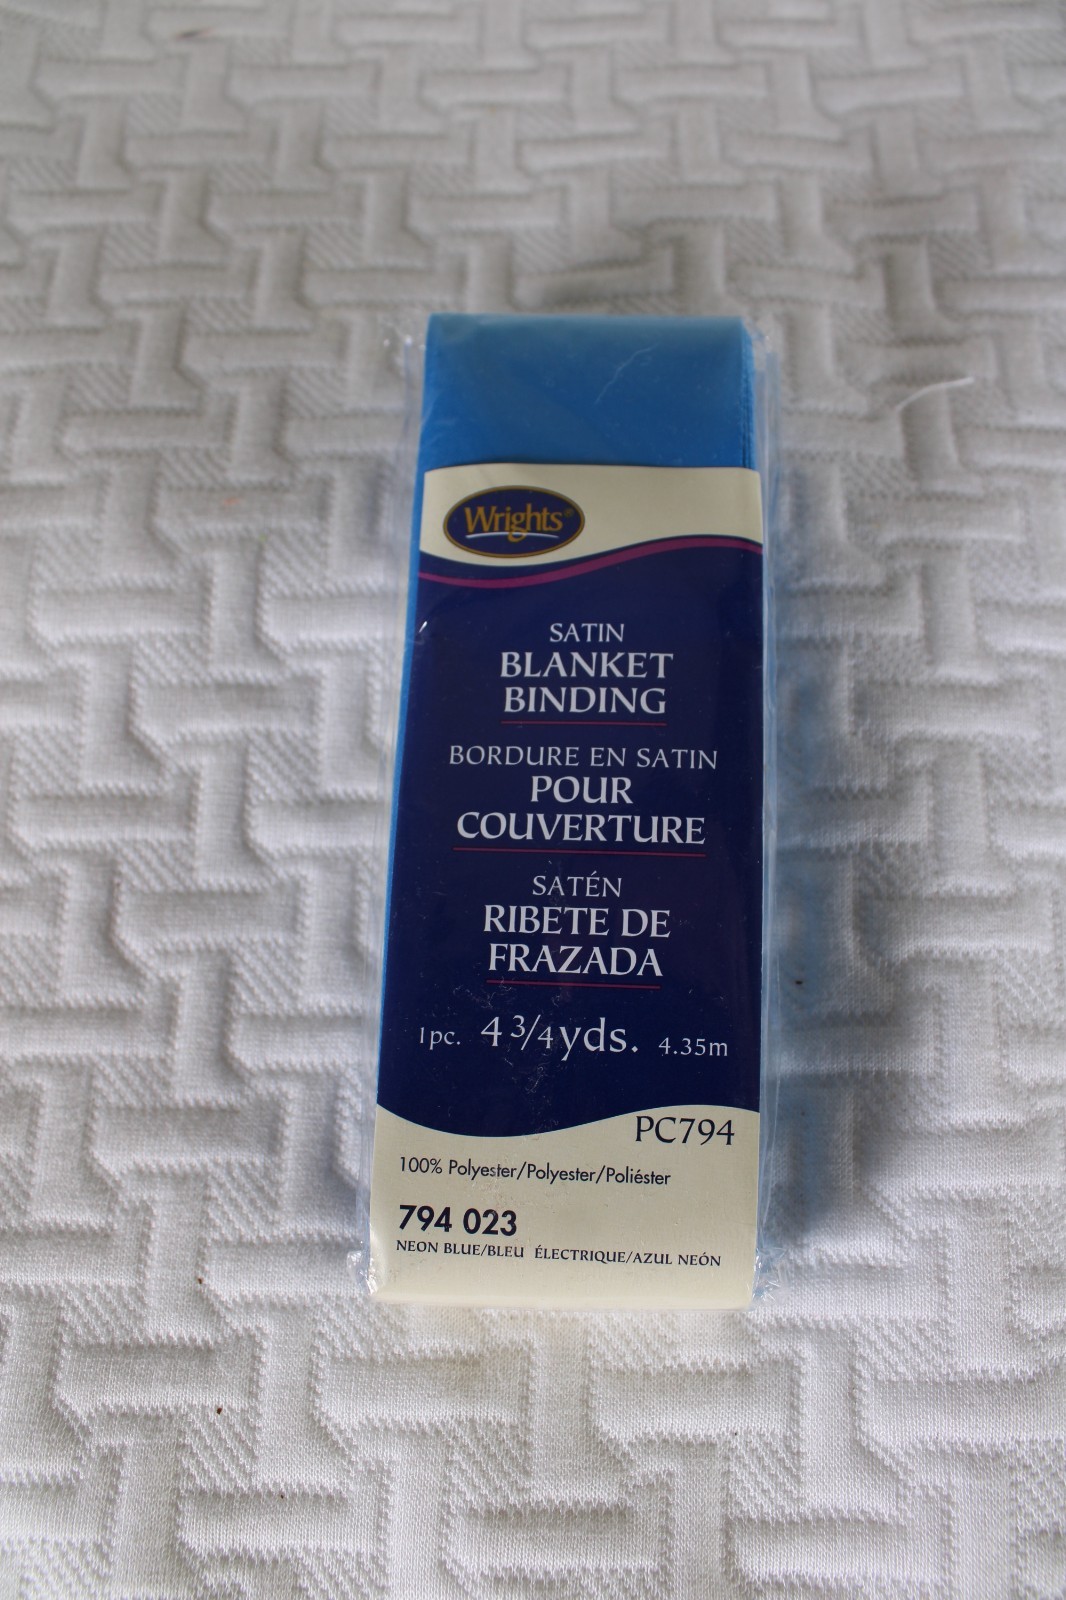 Wrights®
SATIN
BLANKET
BINDING
BORDURE EN SATIN
POUR
COUVERTURE
SATÉN
RIBETE DE
FRAZADA
1pc. 4 3/4 yds. 4.35m
PC794
100% Polyester/Polyester/Poliéster
794 023
NEON BLUE/BLEU ÉLECTRIQUE/AZUL NEÓN